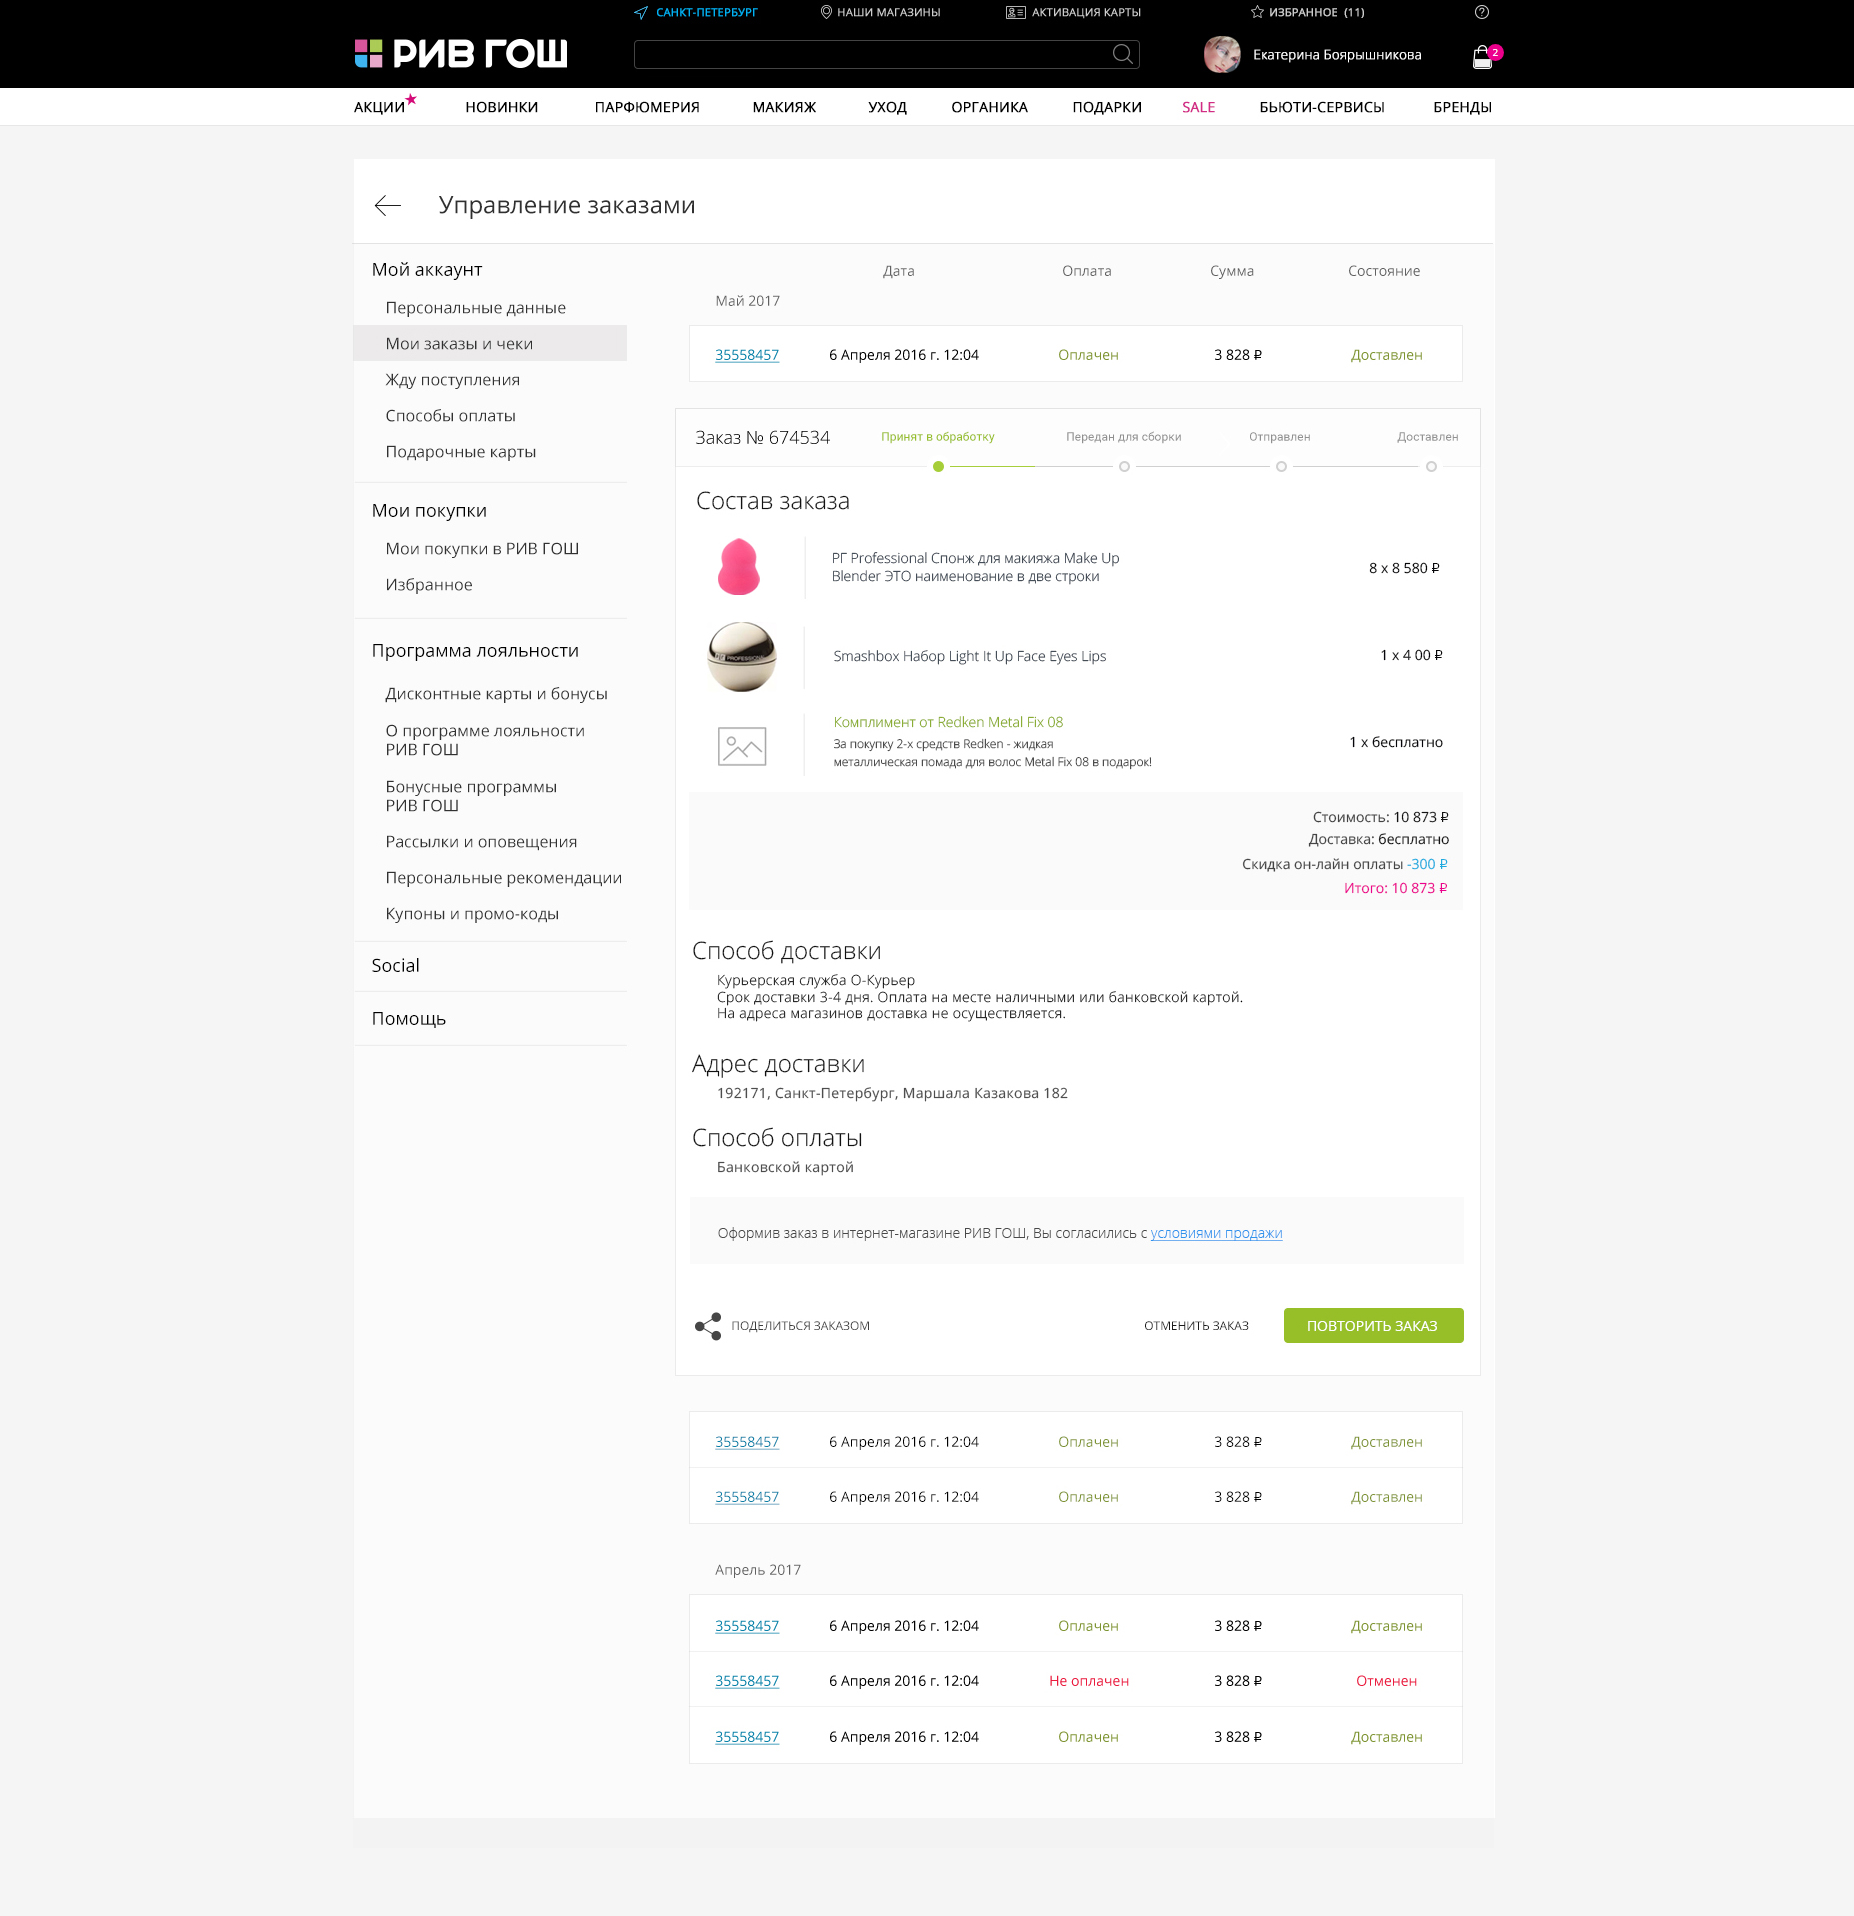 САНКТ-ПЕТЕРБУРГ
НАШИ МАГАЗИНЫ
АКТИВАЦИЯ КАРТЫ
ИЗБРАННОЕ (11)
РИВ ГОШ
Екатерина Боярышникова
2
АКЦИИ
НОВИНКИ
ПАРФЮМЕРИЯ
МАКИЯЖ
УХОД
ОРГАНИКА
ПОДАРКИ
SALE
БЬЮТИ-СЕРВИСЫ
БРЕНДЫ
Управление заказами
Мой аккаунт
Персональные данные
Мои заказы и чеки
Жду поступления
Способы оплаты
Подарочные карты
Мои покупки
Мои покупки в РИВ ГОШ
Избранное
Программа лояльности
Дисконтные карты и бонусы
О программе лояльности
РИВ ГОШ
Бонусные программы
РИВ ГОШ
Рассылки и оповещения
Персональные рекомендации
Купоны и промо-коды
Social
Помощь
Дата Оплата Сумма Состояние
Май 2017
35558457 6 Апреля 2016 г. 12:04 Оплачен 3 828 ₽ Доставлен
Заказ № 674534
Принят в обработку
Передан для сборки
Отправлен
Доставлен
Состав заказа
РГ Professional Спонж для макияжа Make Up
Blender ЭТО наименование в две строки
8 x 8 580 ₽
PROFESSIONAL
Smashbox Набор Light It Up Face Eyes Lips
1 x 4 00 ₽
Комплимент от Redken Metal Fix 08
За покупку 2-х средств Redken - жидкая
металлическая помада для волос Metal Fix 08 в подарок!
1 x бесплатно
Стоимость: 10 873 ₽
Доставка: бесплатно
Скидка он-лайн оплаты -300 ₽
Итого: 10 873 ₽
Способ доставки
Курьерская служба О-Курьер
Срок доставки 3-4 дня. Оплата на месте наличными или банковской картой.
На адреса магазинов доставка не осуществляется.
Адрес доставки
192171, Санкт-Петербург, Маршала Казакова 182
Способ оплаты
Банковской картой
Оформив заказ в интернет-магазине РИВ ГОШ, Вы согласились с условиями продажи
ПОДЕЛИТЬСЯ ЗАКАЗОМ
ОТМЕНИТЬ ЗАКАЗ
ПОВТОРИТЬ ЗАКАЗ
35558457 6 Апреля 2016 г. 12:04 Оплачен 3 828 ₽ Доставлен
35558457 6 Апреля 2016 г. 12:04 Оплачен 3 828 ₽ Доставлен
Апрель 2017
35558457 6 Апреля 2016 г. 12:04 Оплачен 3 828 ₽ Доставлен
35558457 6 Апреля 2016 г. 12:04 Не оплачен 3 828 ₽ Отменен
35558457 6 Апреля 2016 г. 12:04 Оплачен 3 828 ₽ Доставлен